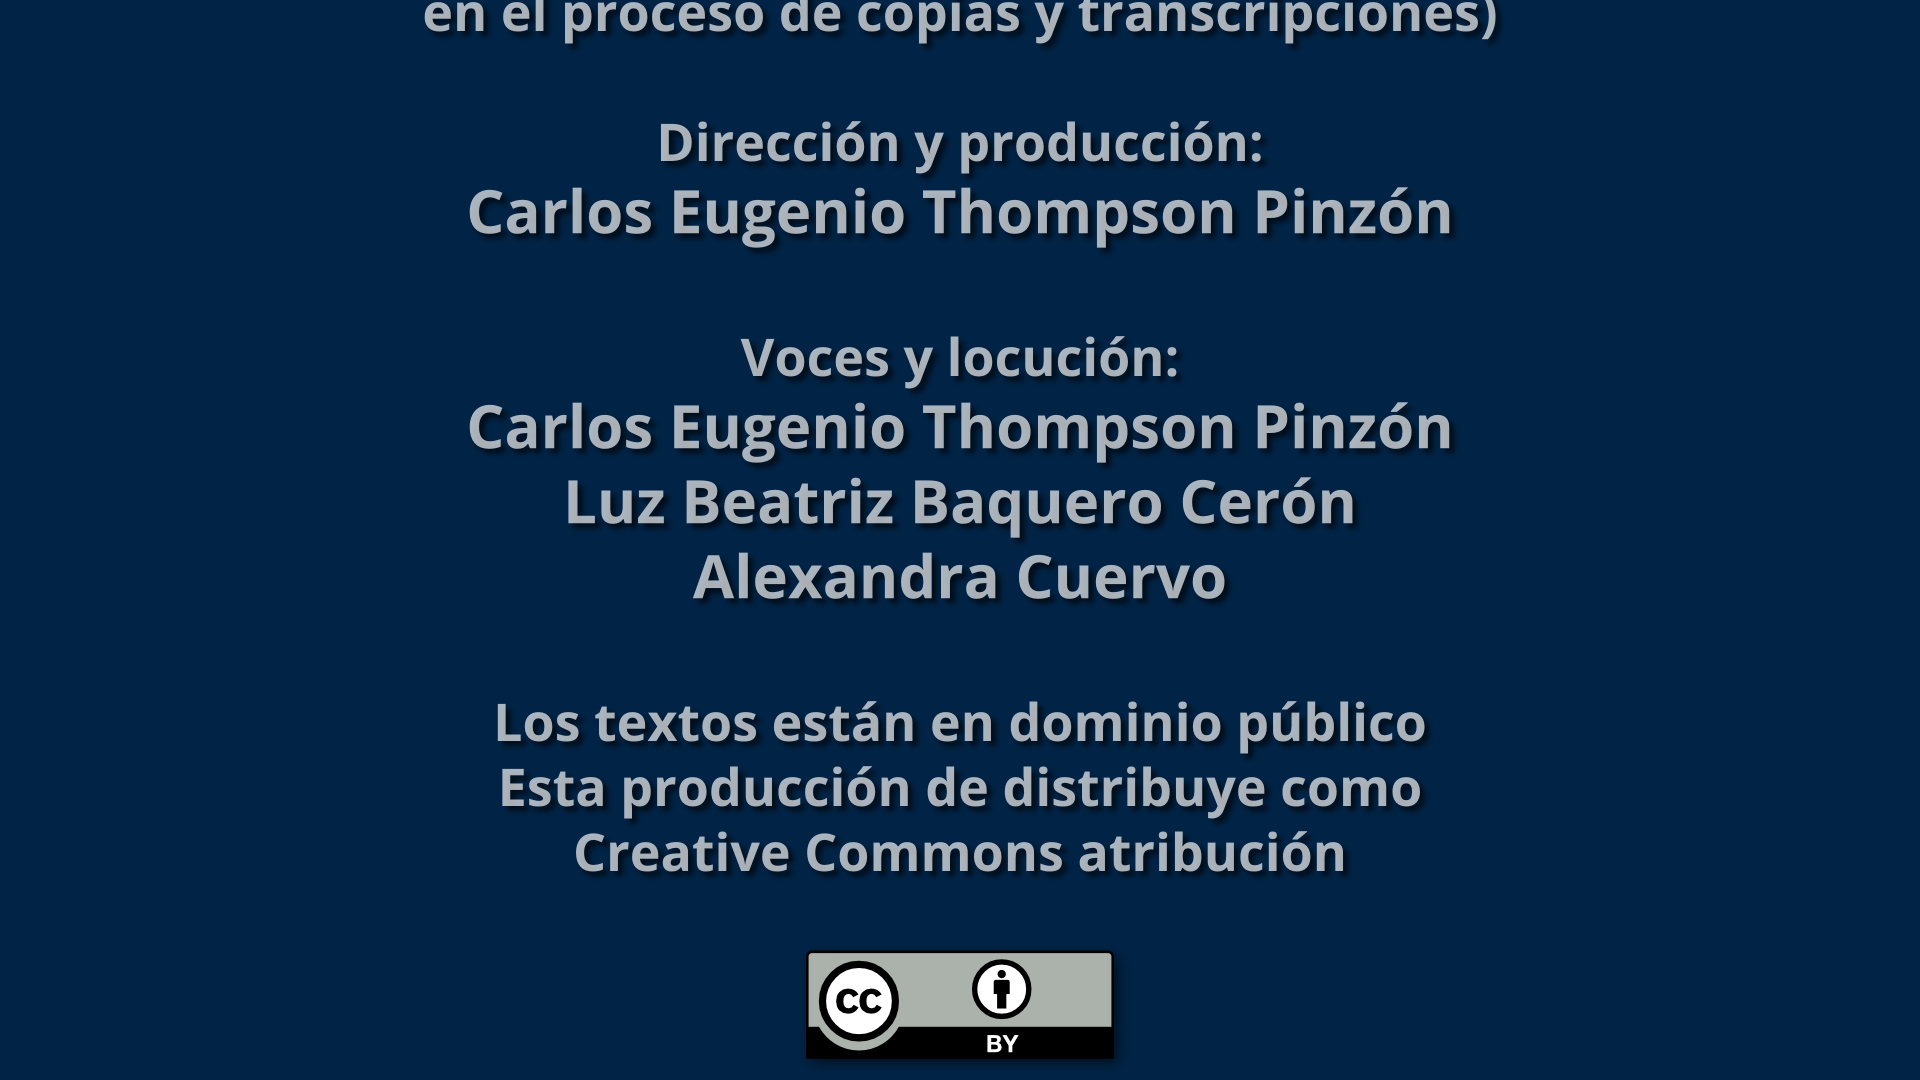 en el proceso de copias y transcripciones)
Dirección y producción:
Carlos Eugenio Thompson Pinzón
Voces y locución:
Carlos Eugenio Thompson Pinzón
Luz Beatriz Baquero Cerón
Alexandra Cuervo
Los textos están en dominio público
Esta producción de distribuye como
Creative Commons atribución
cc
BY